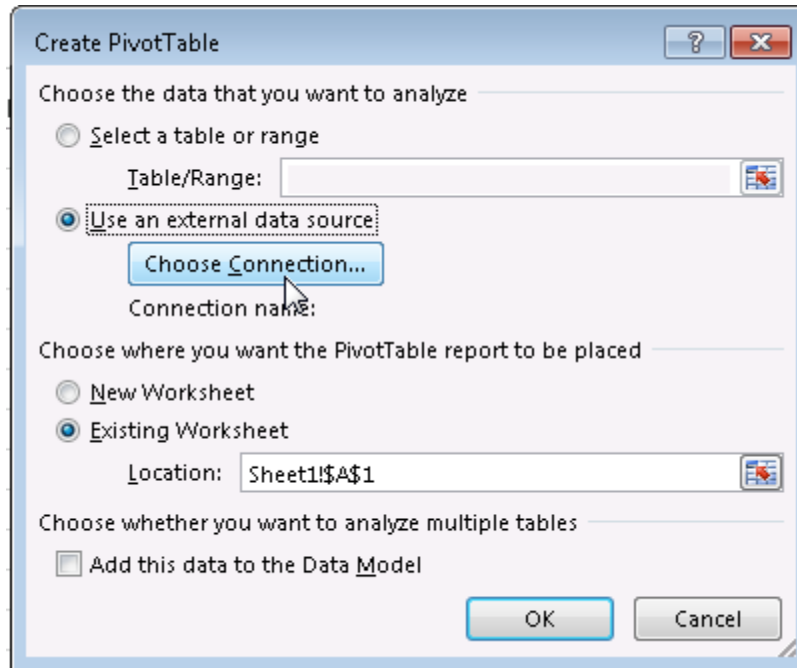 Create PivotTable
Choose the data that you want to analyze
Select a table or range
Table/Range:
Use an external data source
Choose Connection...
Connection name:
Choose where you want the PivotTable report to be placed
New Worksheet
Existing Worksheet
Location: Sheet1!$A$1
Choose whether you want to analyze multiple tables
Add this data to the Data Model
OK Cancel